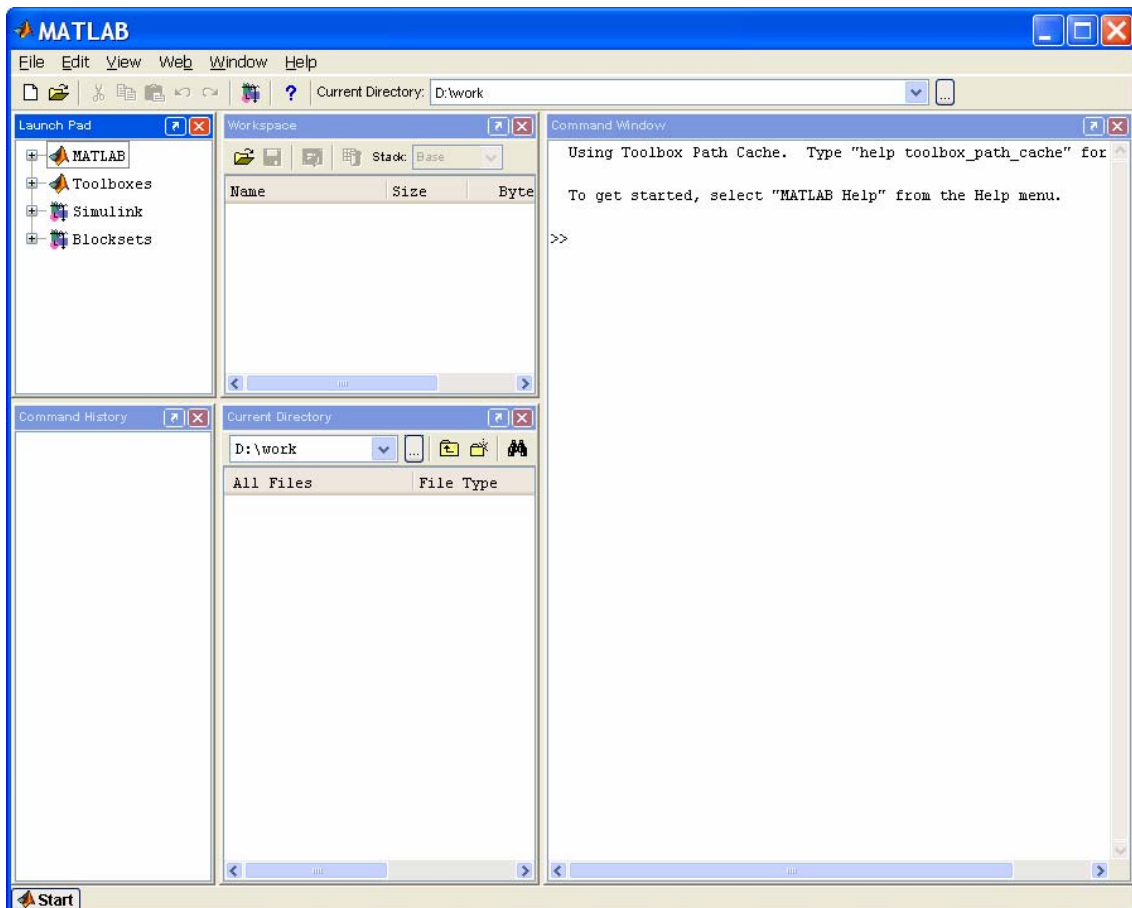 MATLAB
File Edit View Web Window Help
? Current Directory: D:\work ...
Launch Pad
MATLAB
Toolboxes
Simulink
Blocksets
Workspace
Stack: Base
Name Size Byte
Command History
Current Directory
D:\work ...
All Files File Type
Command Window
Using Toolbox Path Cache. Type "help toolbox_path_cache" for
To get started, select "MATLAB Help" from the Help menu.
>>
Start